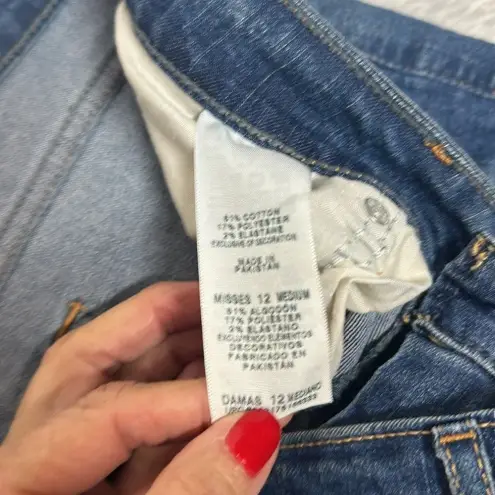 81% COTTON
17% POLYESTER
2% ELASTANE
EXCLUSIVE OF DECORATION
MADE IN
PAKISTAN
MISSES 12 MEDIUM
81% ALGODÓN
17% POLIÉSTER
2% ELASTANO
EXCLUYENDO ELEMENTOS
DECORATIVOS
FABRICADO EN
PAKISTÁN
DAMAS 12 MEDIANO